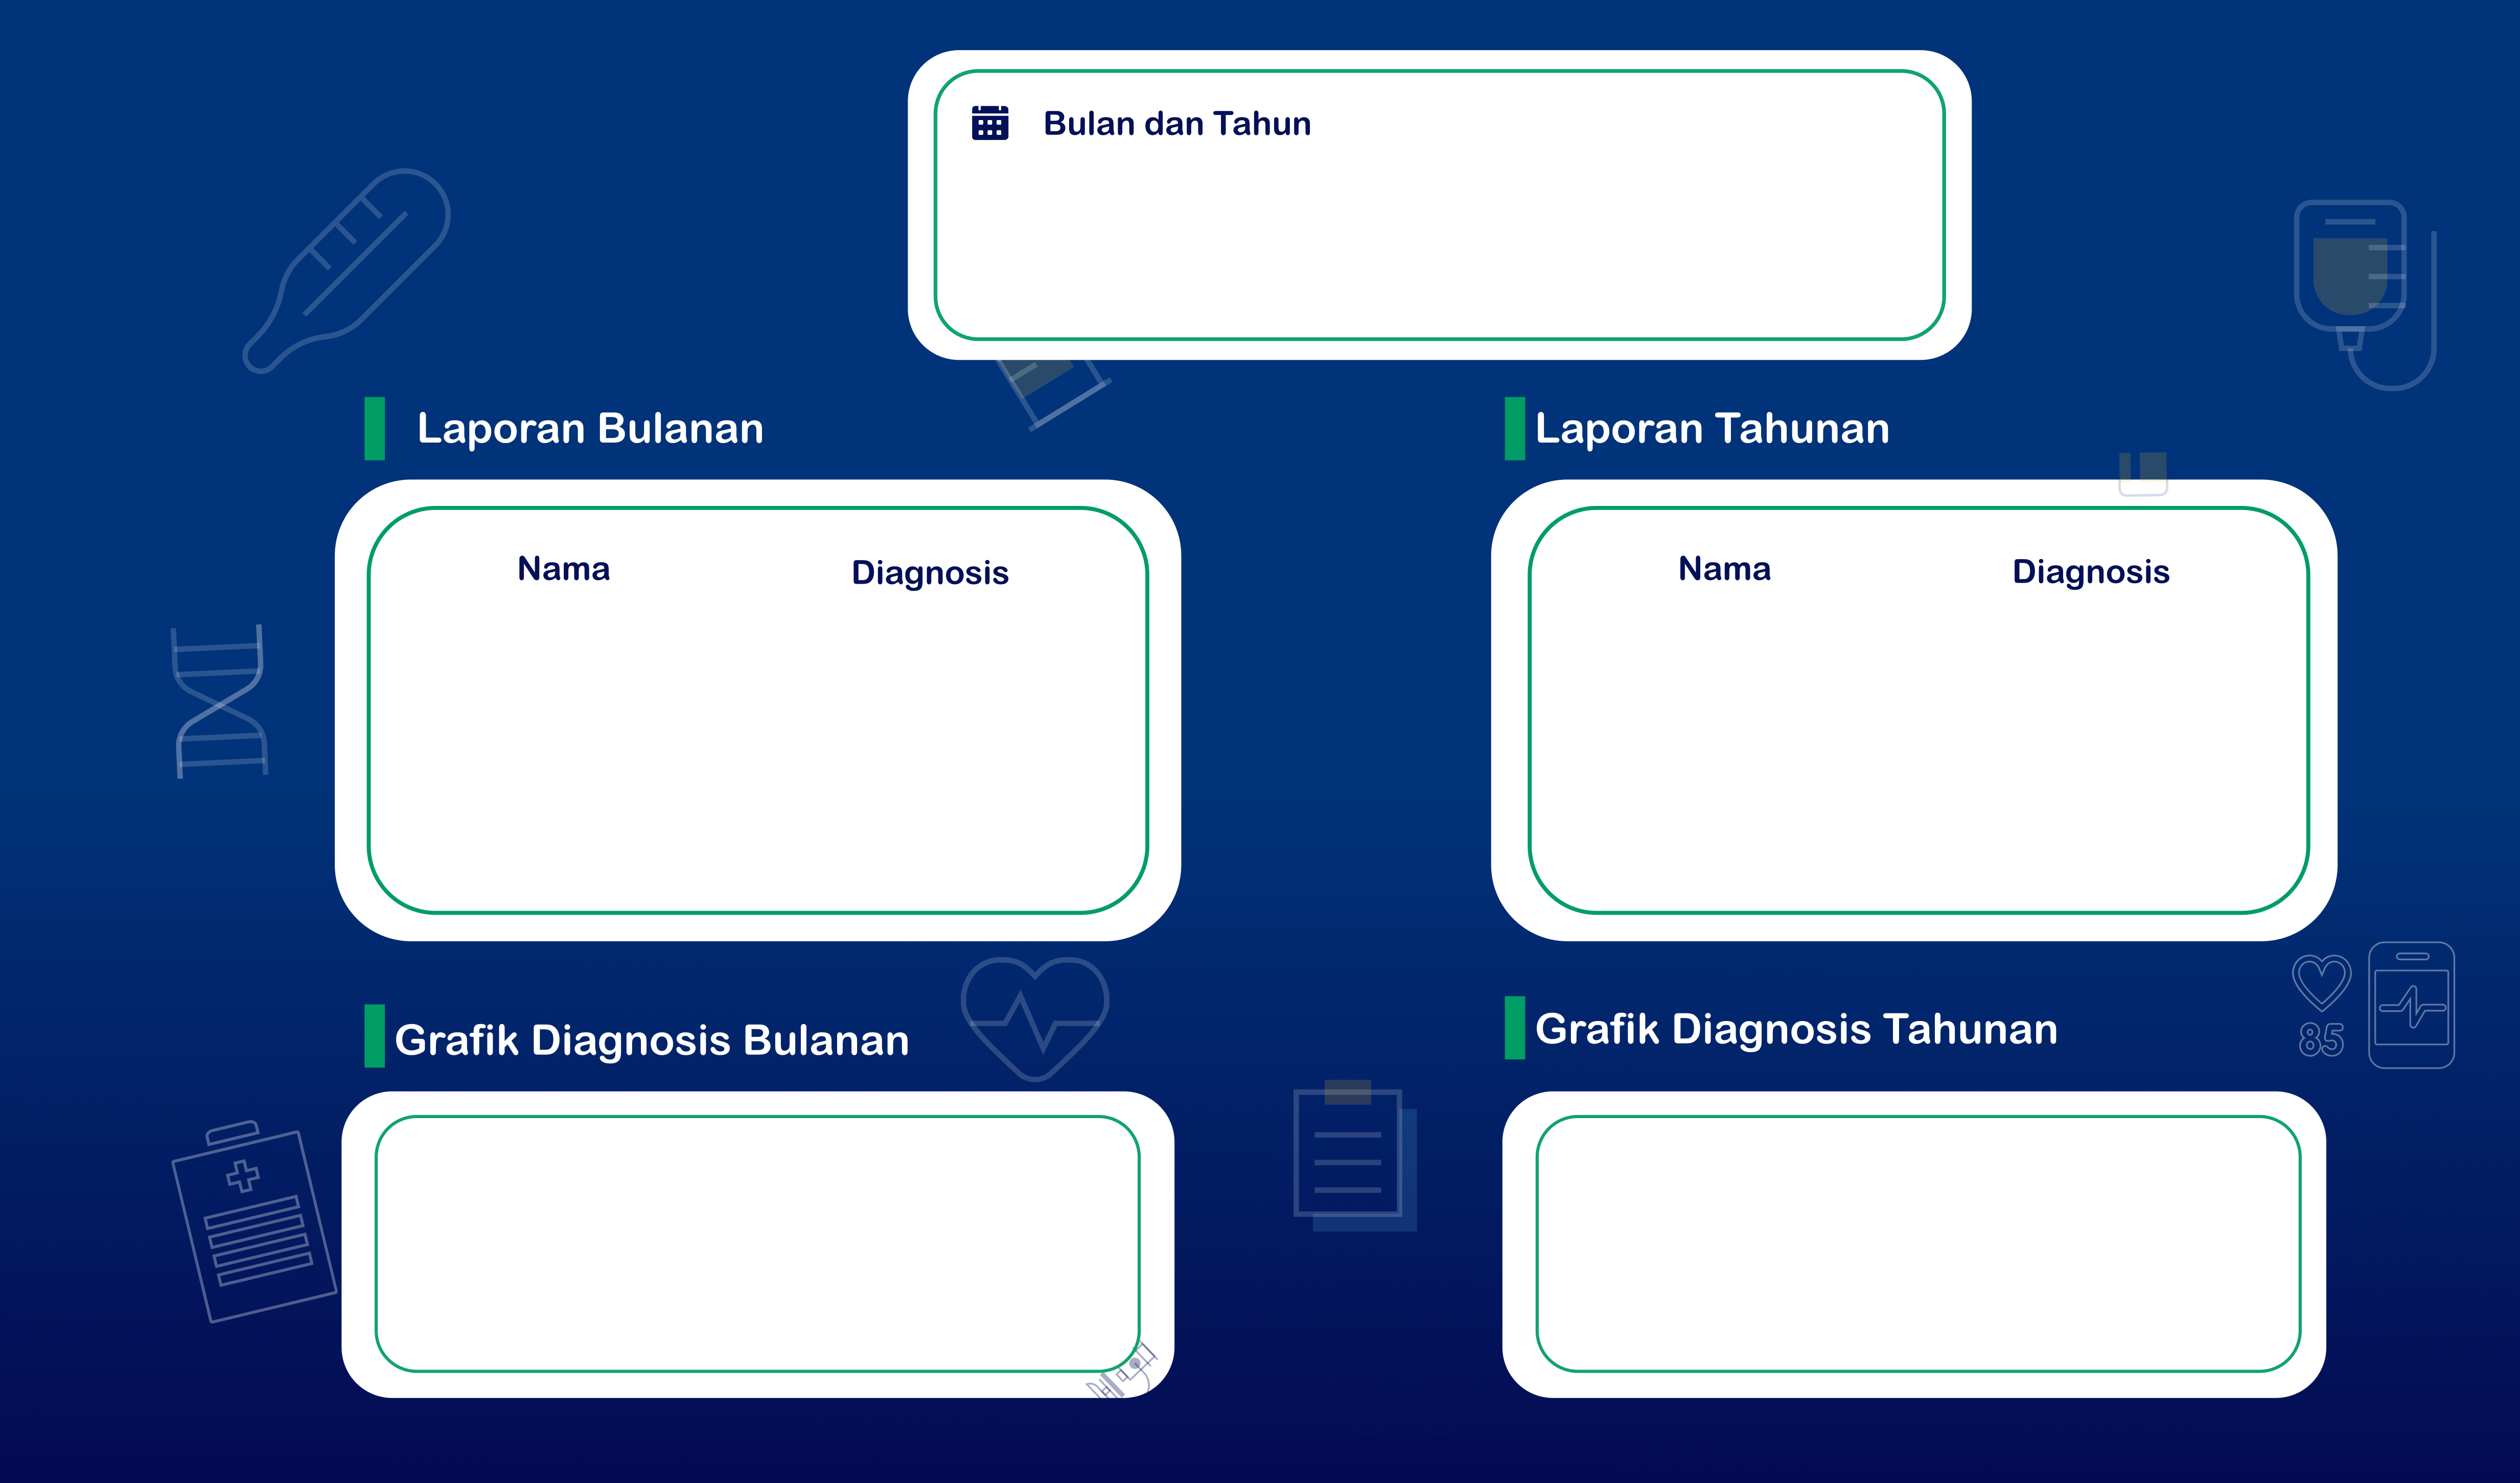 Bulan dan Tahun
Laporan Bulanan
Laporan Tahunan
Nama
Diagnosis
Nama
Diagnosis
Grafik Diagnosis Bulanan
Grafik Diagnosis Tahunan
85